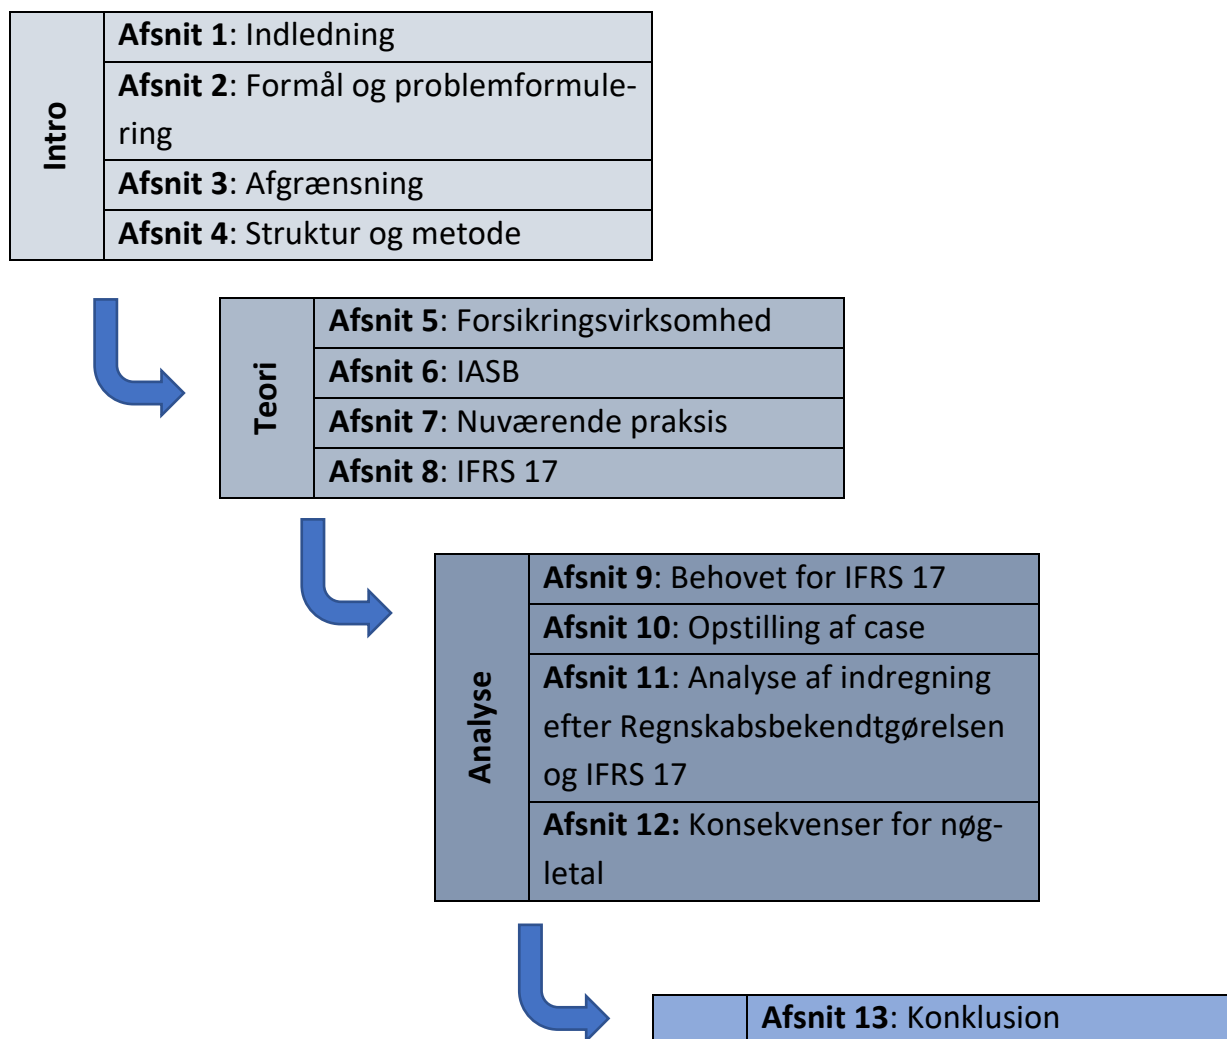 Intro
Afsnit 1: Indledning
Afsnit 2: Formål og problemformule-
ring
Afsnit 3: Afgrænsning
Afsnit 4: Struktur og metode
Teori
Afsnit 5: Forsikringsvirksomhed
Afsnit 6: IASB
Afsnit 7: Nuværende praksis
Afsnit 8: IFRS 17
Analyse
Afsnit 9: Behovet for IFRS 17
Afsnit 10: Opstilling af case
Afsnit 11: Analyse af indregning
efter Regnskabsbekendtgørelsen
og IFRS 17
Afsnit 12: Konsekvenser for nøg-
letal
Afsnit 13: Konklusion